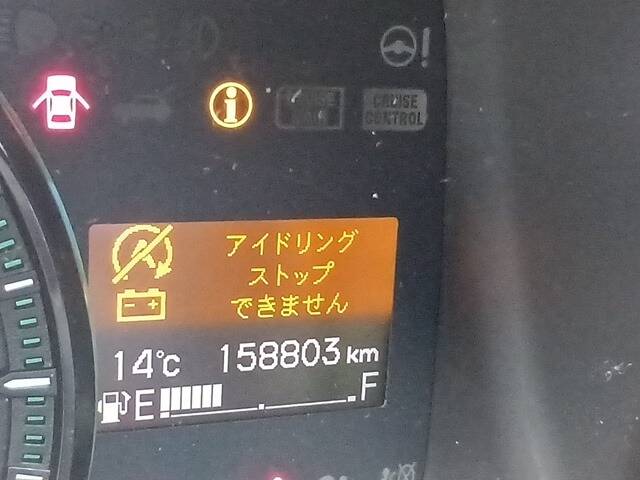 CRUISE
CONTROL
アイドリング
ストップ
できません
14℃ 158803 km
E F